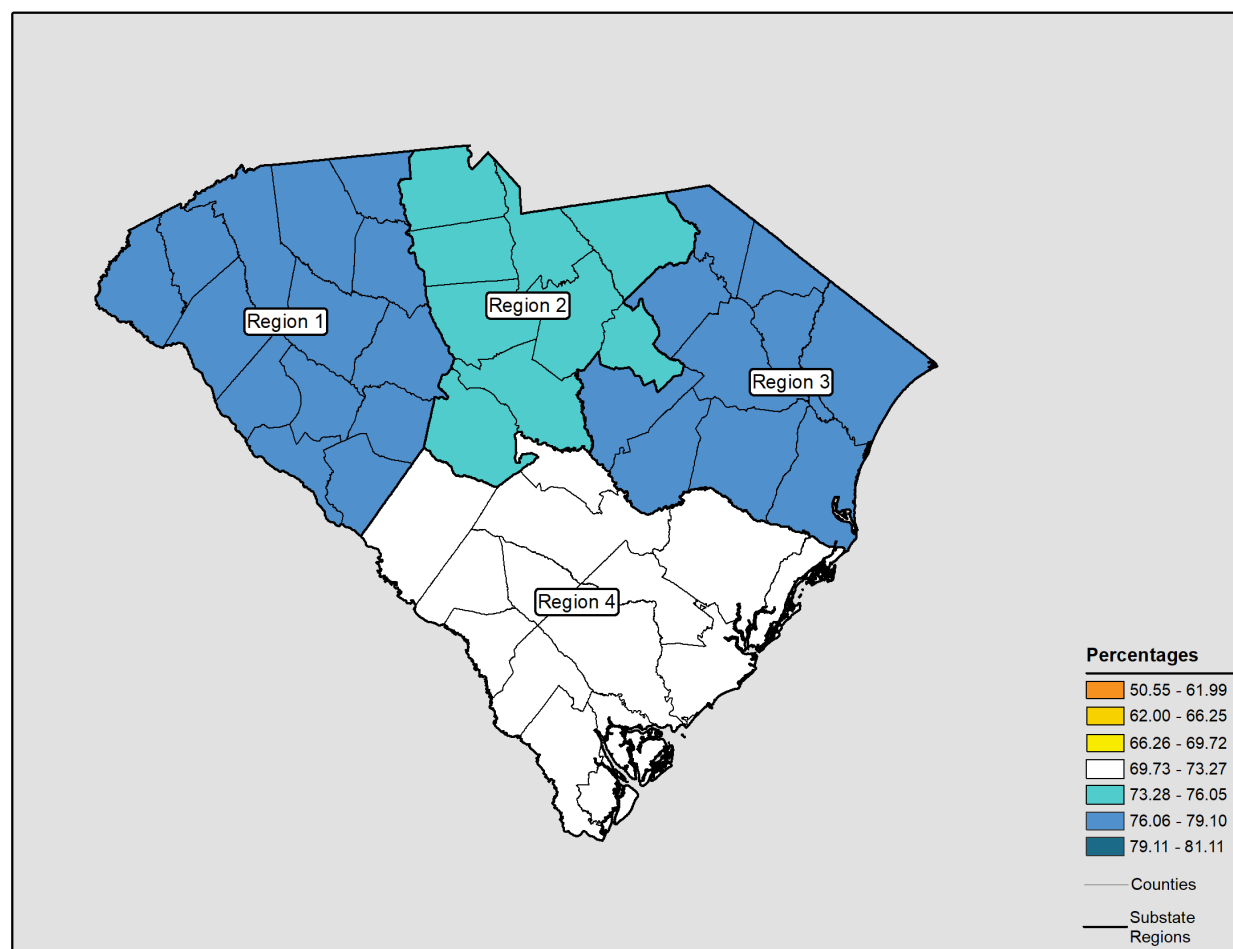 Region 1
Region 2
Region 3
Region 4
Percentages
50.55 - 61.99
62.00 - 66.25
66.26 - 69.72
69.73 - 73.27
73.28 - 76.05
76.06 - 79.10
79.11 - 81.11
Counties
Substate
Regions